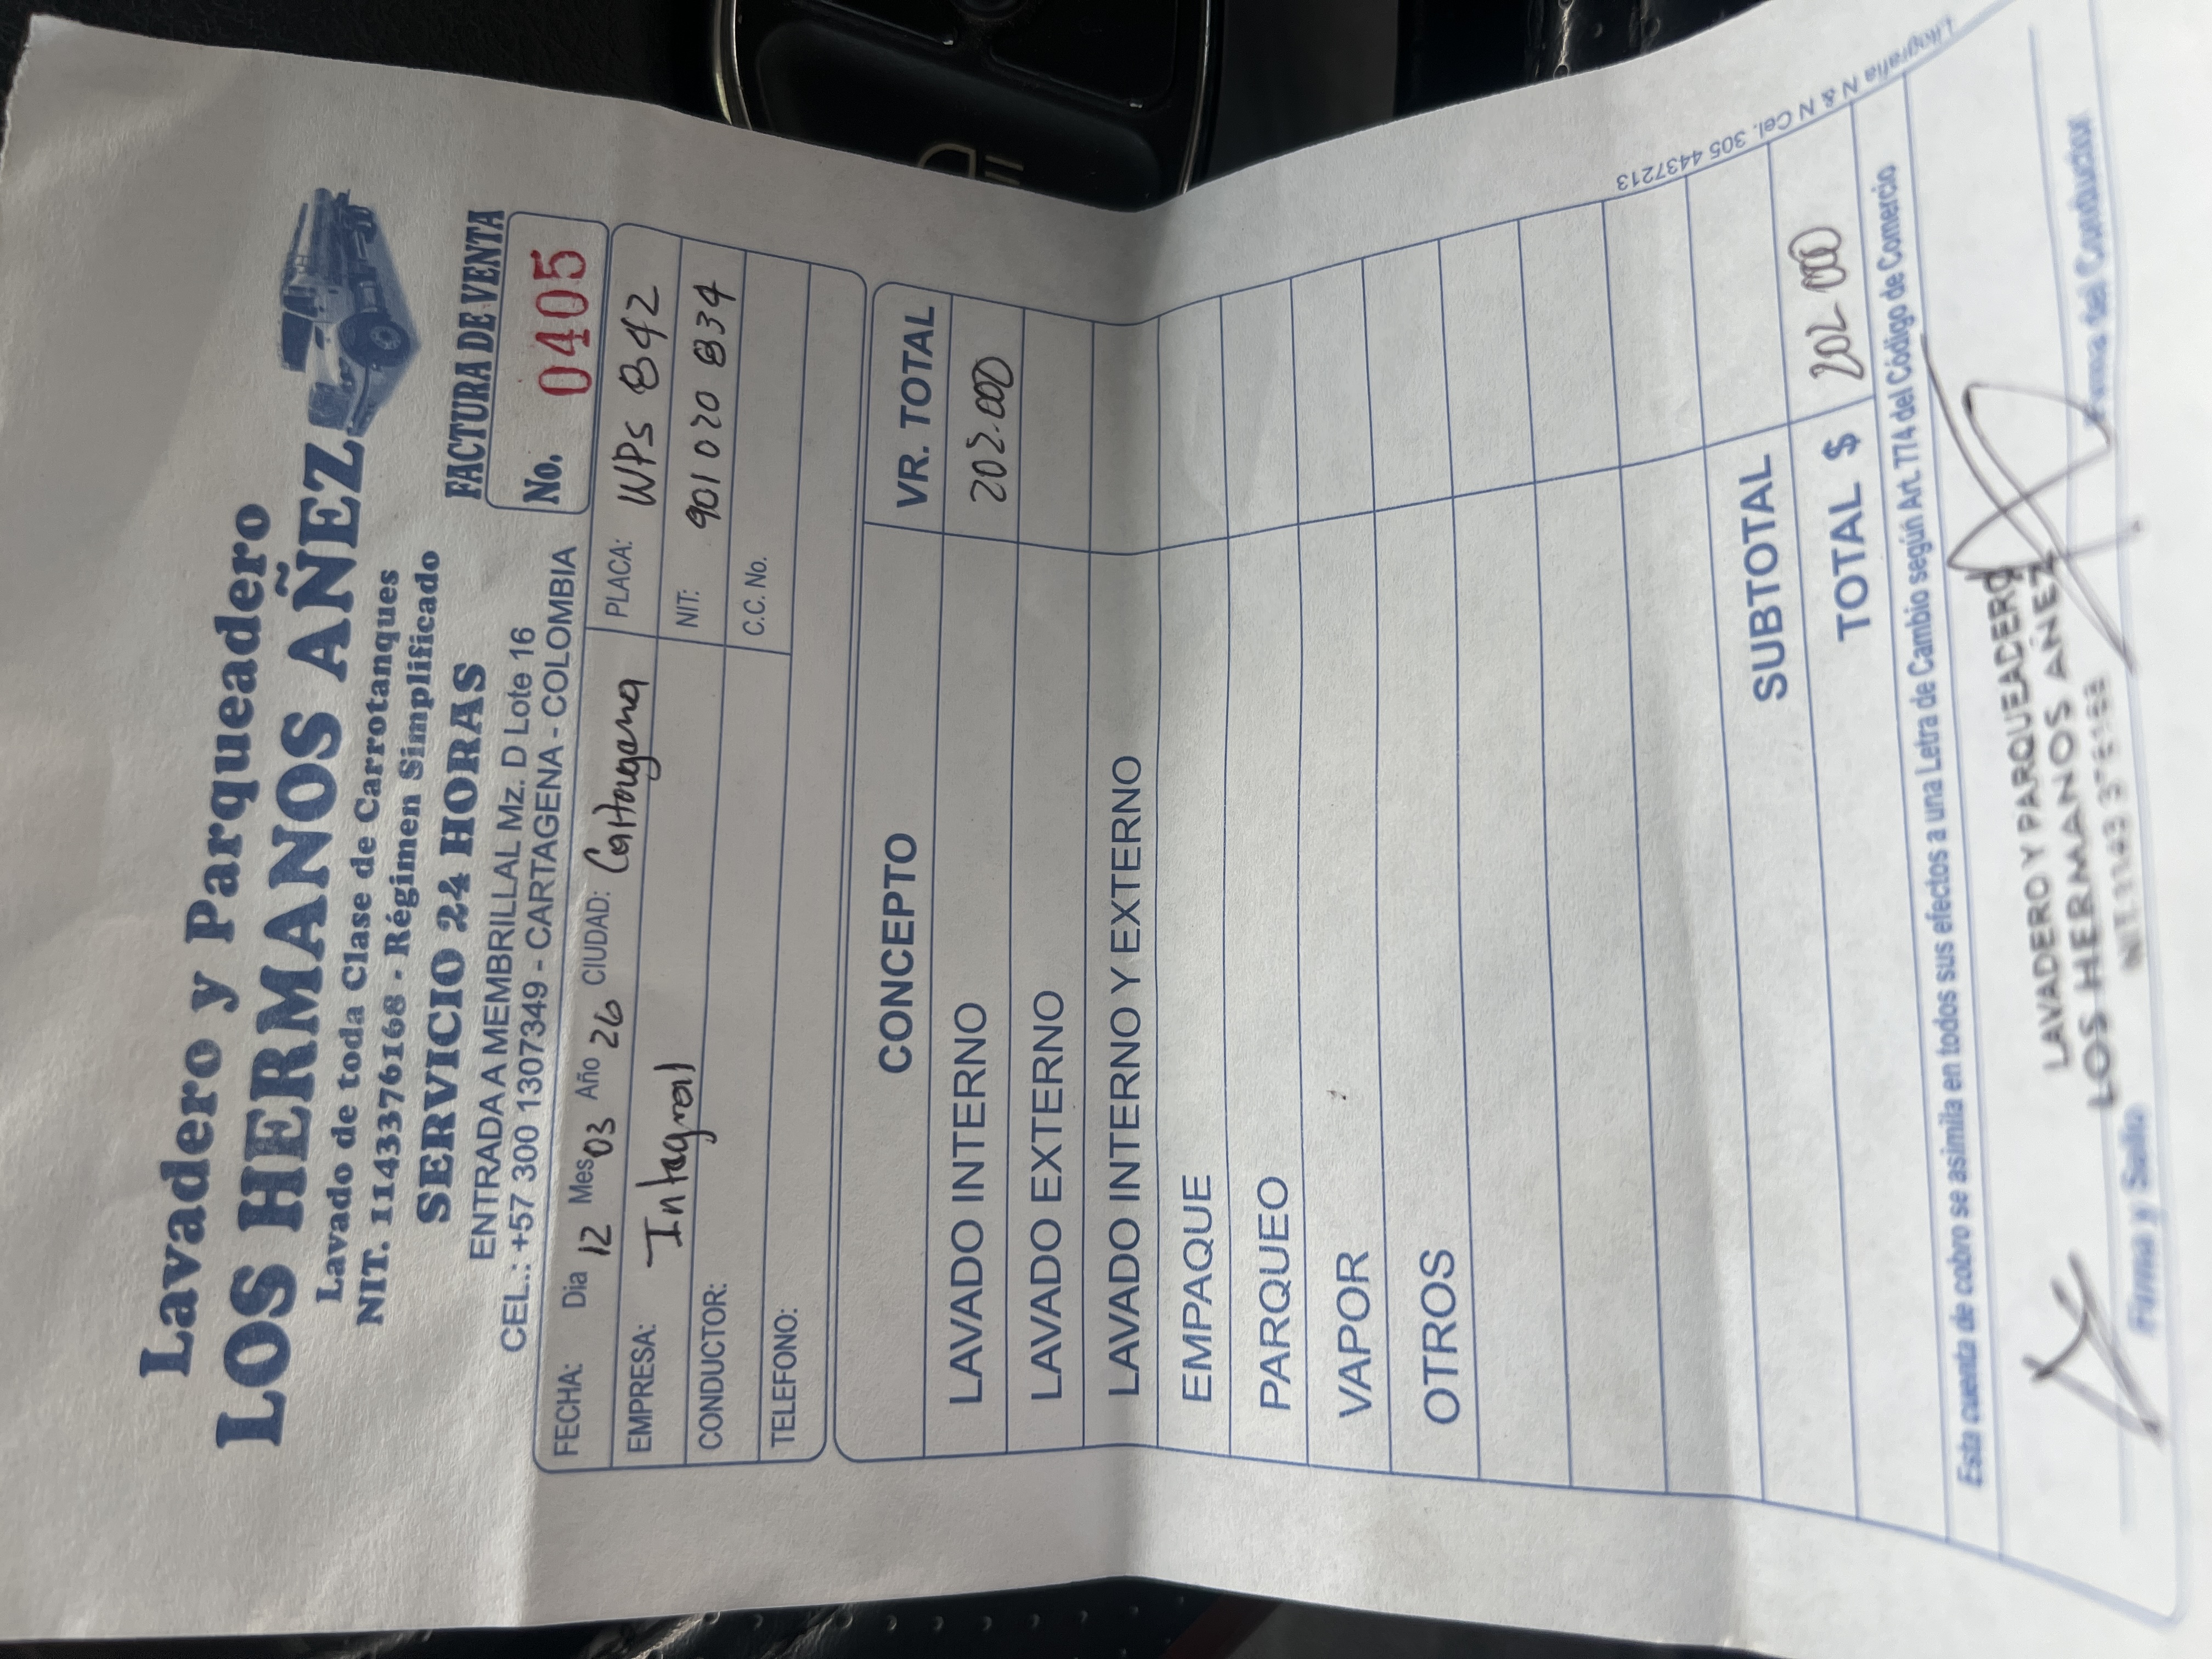 Lavadero y Parqueadero
LOS HERMANOS AÑEZ
Lavado de toda Clase de Carrotanques
NIT. 1143376168 - Régimen Simplificado
SERVICIO 24 HORAS
ENTRADA A MEMBRILLAL Mz. D Lote 16
CEL.: +57 300 1307349 - CARTAGENA - COLOMBIA
FACTURA DE VENTA
No. 0405
FECHA: Dia 12 Mes 03 Año 26 CIUDAD: Cartagena PLACA: WPS 842
EMPRESA: Integral NIT: 901 020 834
CONDUCTOR: C.C. No.
TELEFONO:
CONCEPTO VR. TOTAL
LAVADO INTERNO 202.000
LAVADO EXTERNO
LAVADO INTERNO Y EXTERNO
EMPAQUE
PARQUEO
VAPOR
OTROS
SUBTOTAL
TOTAL $ 202 000
Esta cuenta de cobro se asimila en todos sus efectos a una Letra de Cambio según Art. 774 del Código de Comercio
LAVADERO Y PARQUEADERO
LOS HERMANOS AÑEZ
Firma y Sello Firma del Conductor
Litografía N & N Cel. 305 4437213